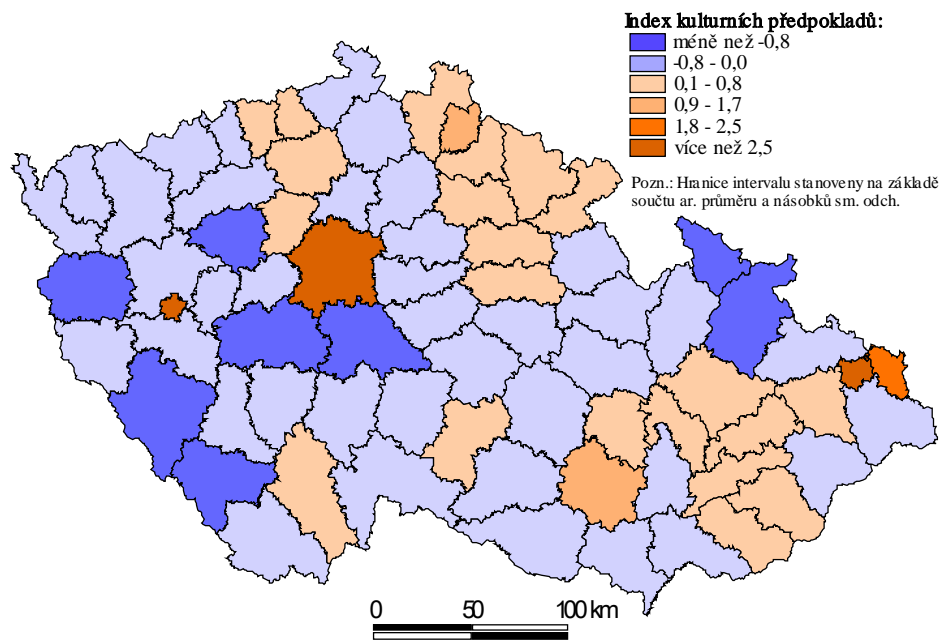 Index kulturních předpokladů:
méně než -0,8
-0,8 - 0,0
0,1 - 0,8
0,9 - 1,7
1,8 - 2,5
více než 2,5
Pozn.: Hranice intervalu stanoveny na základě
součtu ar. průměru a násobků sm. odch.
0 50 100 km